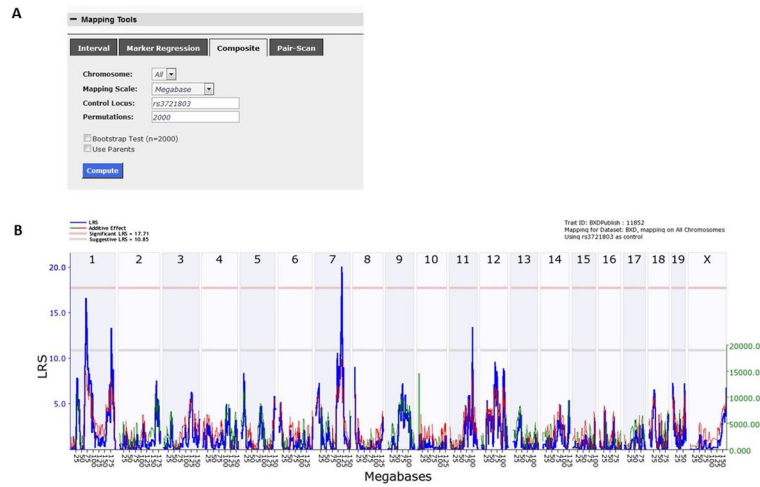 A
− Mapping Tools
Interval Marker Regression Composite Pair-Scan
Chromosome: All
Mapping Scale: Megabase
Control Locus: rs3721803
Permutations: 2000
Bootstrap Test (n=2000)
Use Parents
Compute
B
LRS
Additive Effect
Significant LRS = 17.71
Suggestive LRS = 10.85
Trait ID: BXDPublish : 11852
Mapping for Dataset: BXD, mapping on All Chromosomes
Using rs3721803 as control
1 2 3 4 5 6 7 8 9 10 11 12 13 14 15 16 17 18 19 X
20.0
15.0
10.0
5.0
LRS
20000.0
15000.0
10000.0
5000.0
0.000
Megabases